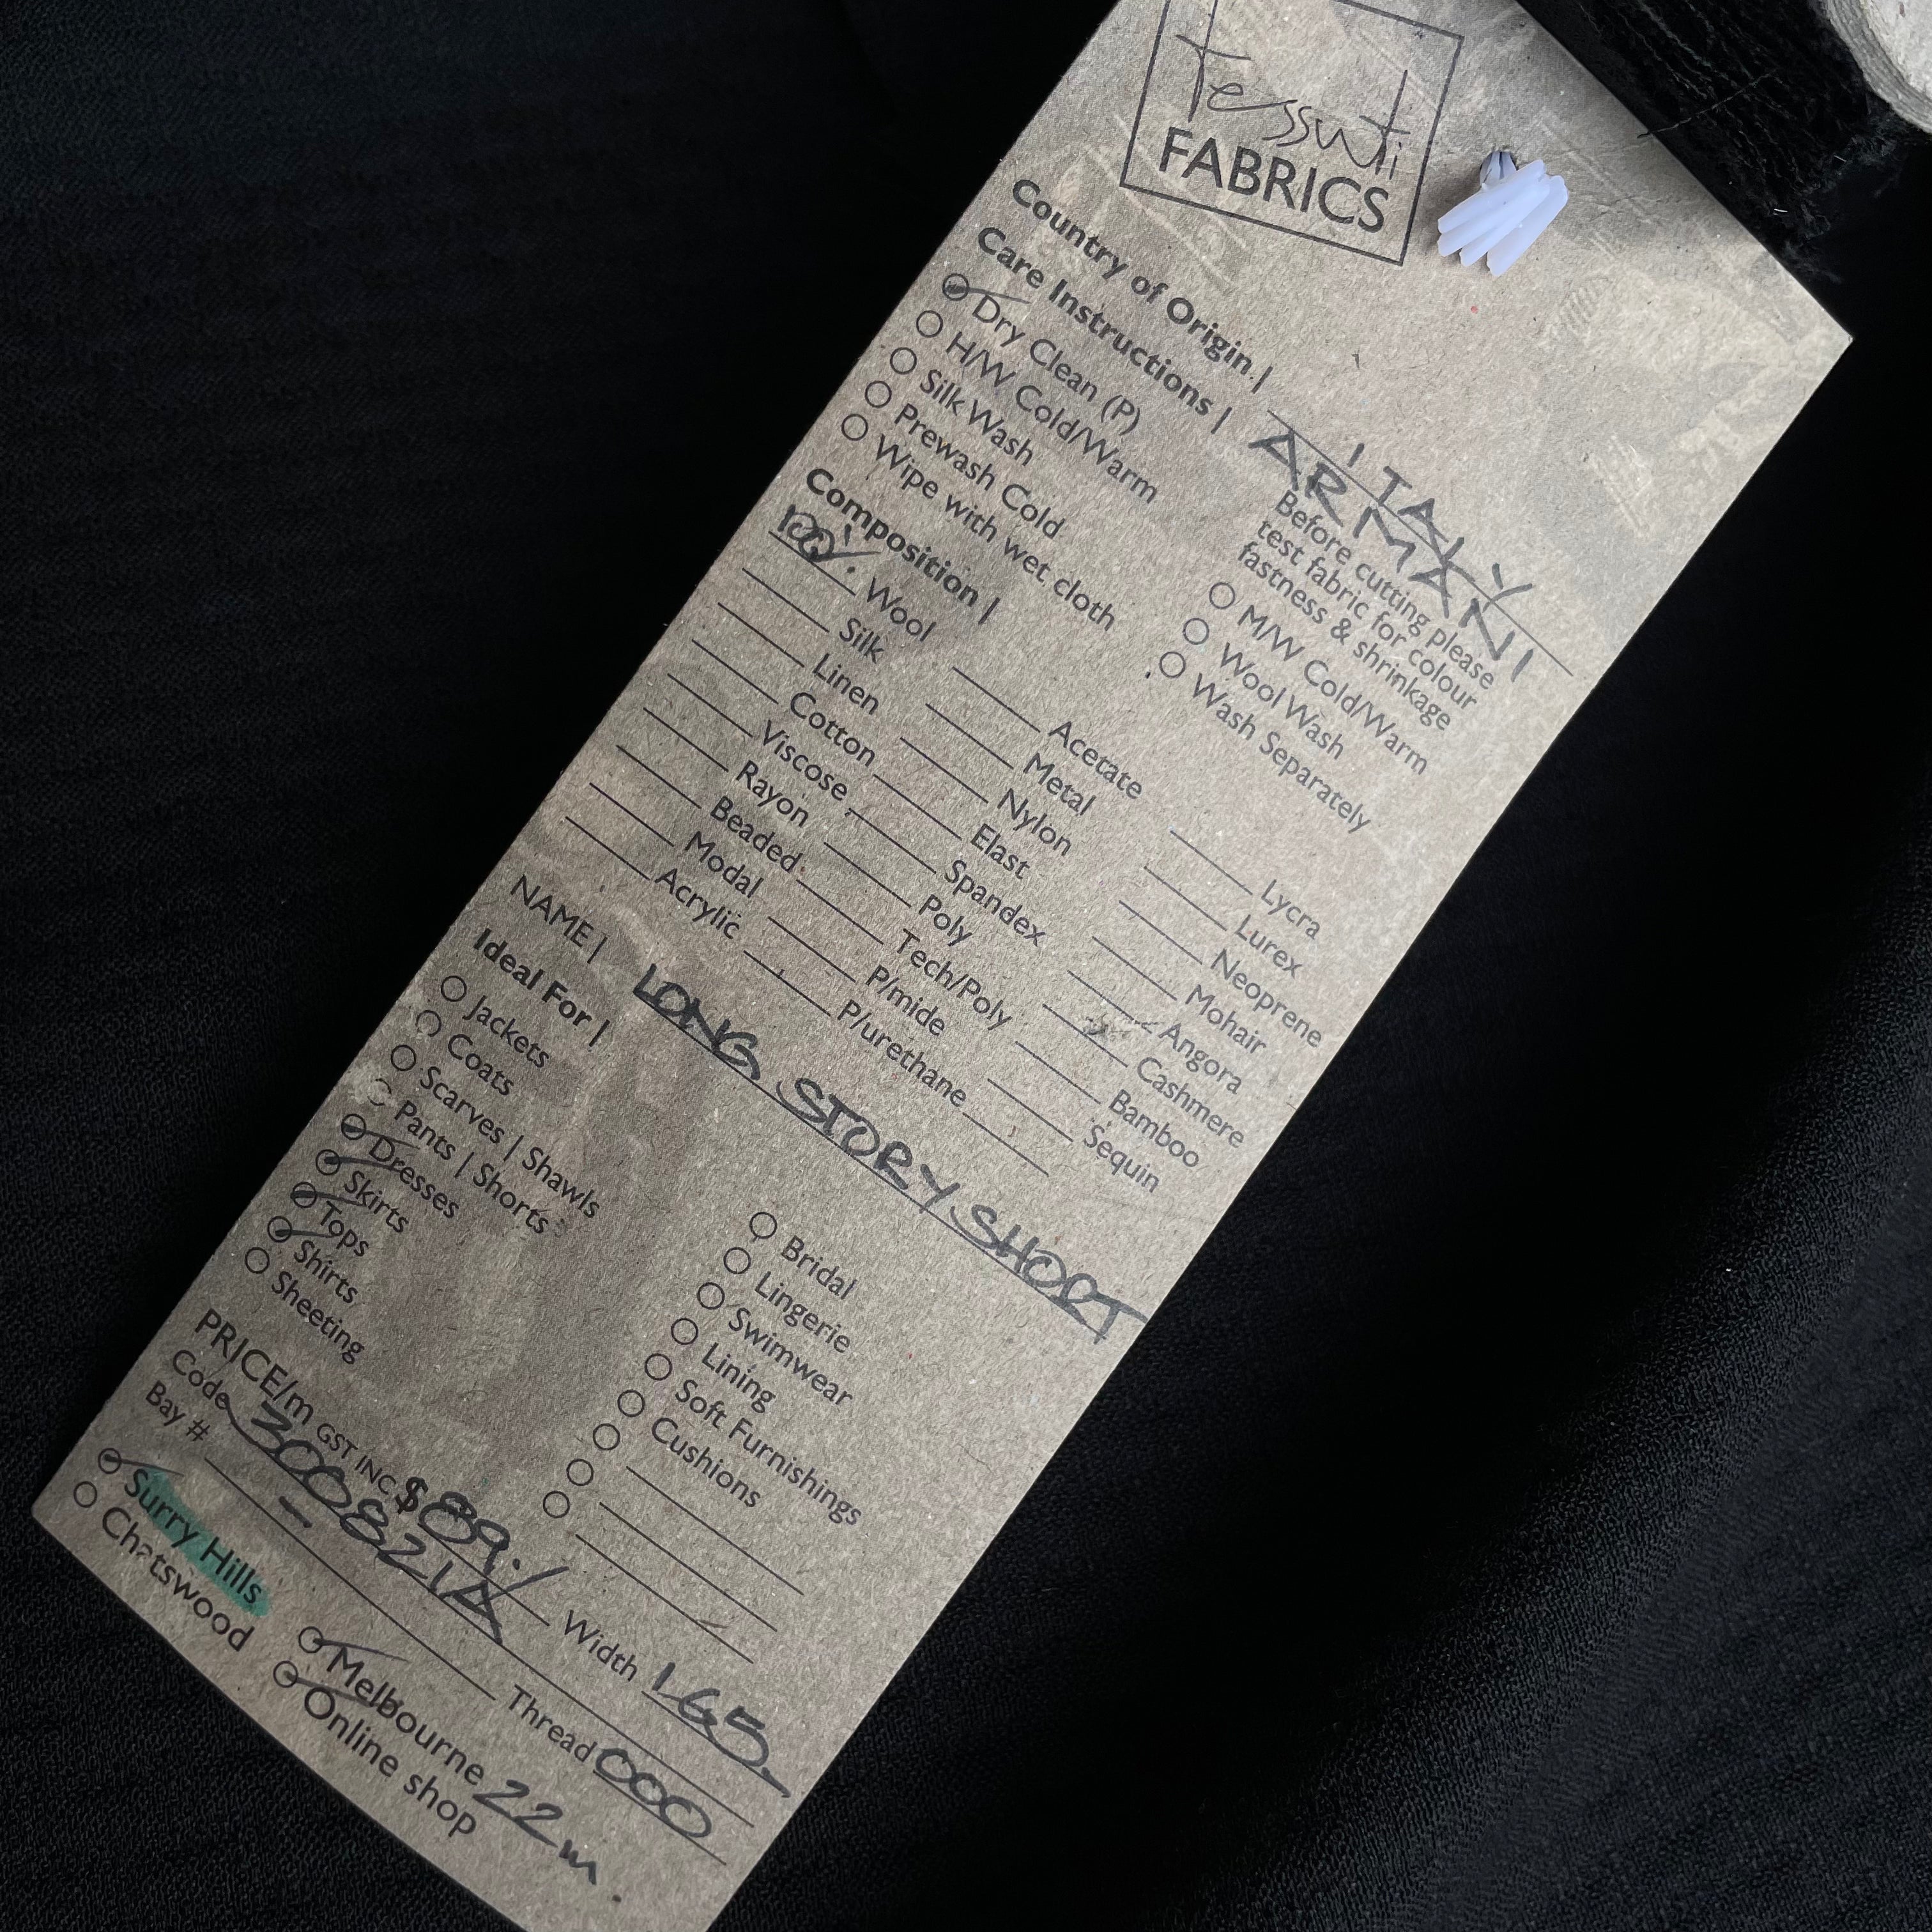 Tessuti
FABRICS
Country of Origin | ITALY
Care Instructions | ARMANI
Dry Clean (P)
H/W Cold/Warm
Silk Wash
Prewash Cold
Wipe with wet cloth
Before cutting please
test fabric for colour
fastness & shrinkage
M/W Cold/Warm
Wool Wash
Wash Separately
Composition |
100% Wool
Silk
Linen
Cotton
Viscose
Rayon
Beaded
Modal
Acrylic
Acetate
Metal
Nylon
Elast
Spandex
Poly
Tech/Poly
P/mide
P/urethane
Lycra
Lurex
Neoprene
Mohair
Angora
Cashmere
Bamboo
Sequin
NAME | LONG STORY SHORT
Ideal For |
Jackets
Coats
Scarves | Shawls
Pants | Shorts
Dresses
Skirts
Tops
Shirts
Sheeting
Bridal
Lingerie
Swimwear
Lining
Soft Furnishings
Cushions
PRICE/m GST INC $89./ Width 165
Code 300821A
Bay # - Thread 000
Surry Hills
Chatswood
Melbourne 22m.
Online shop